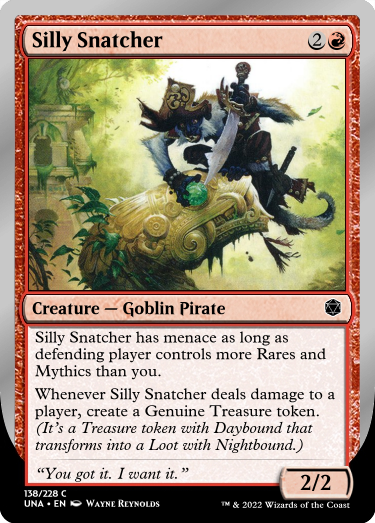 Silly Snatcher 2
Creature — Goblin Pirate
Silly Snatcher has menace as long as
defending player controls more Rares and
Mythics than you.
Whenever Silly Snatcher deals damage to a
player, create a Genuine Treasure token.
(It's a Treasure token with Daybound that
transforms into a Loot with Nightbound.)
"You got it. I want it."
2/2
138/228 C
UNA • EN Wayne Reynolds
™ & 2022 Wizards of the Coast